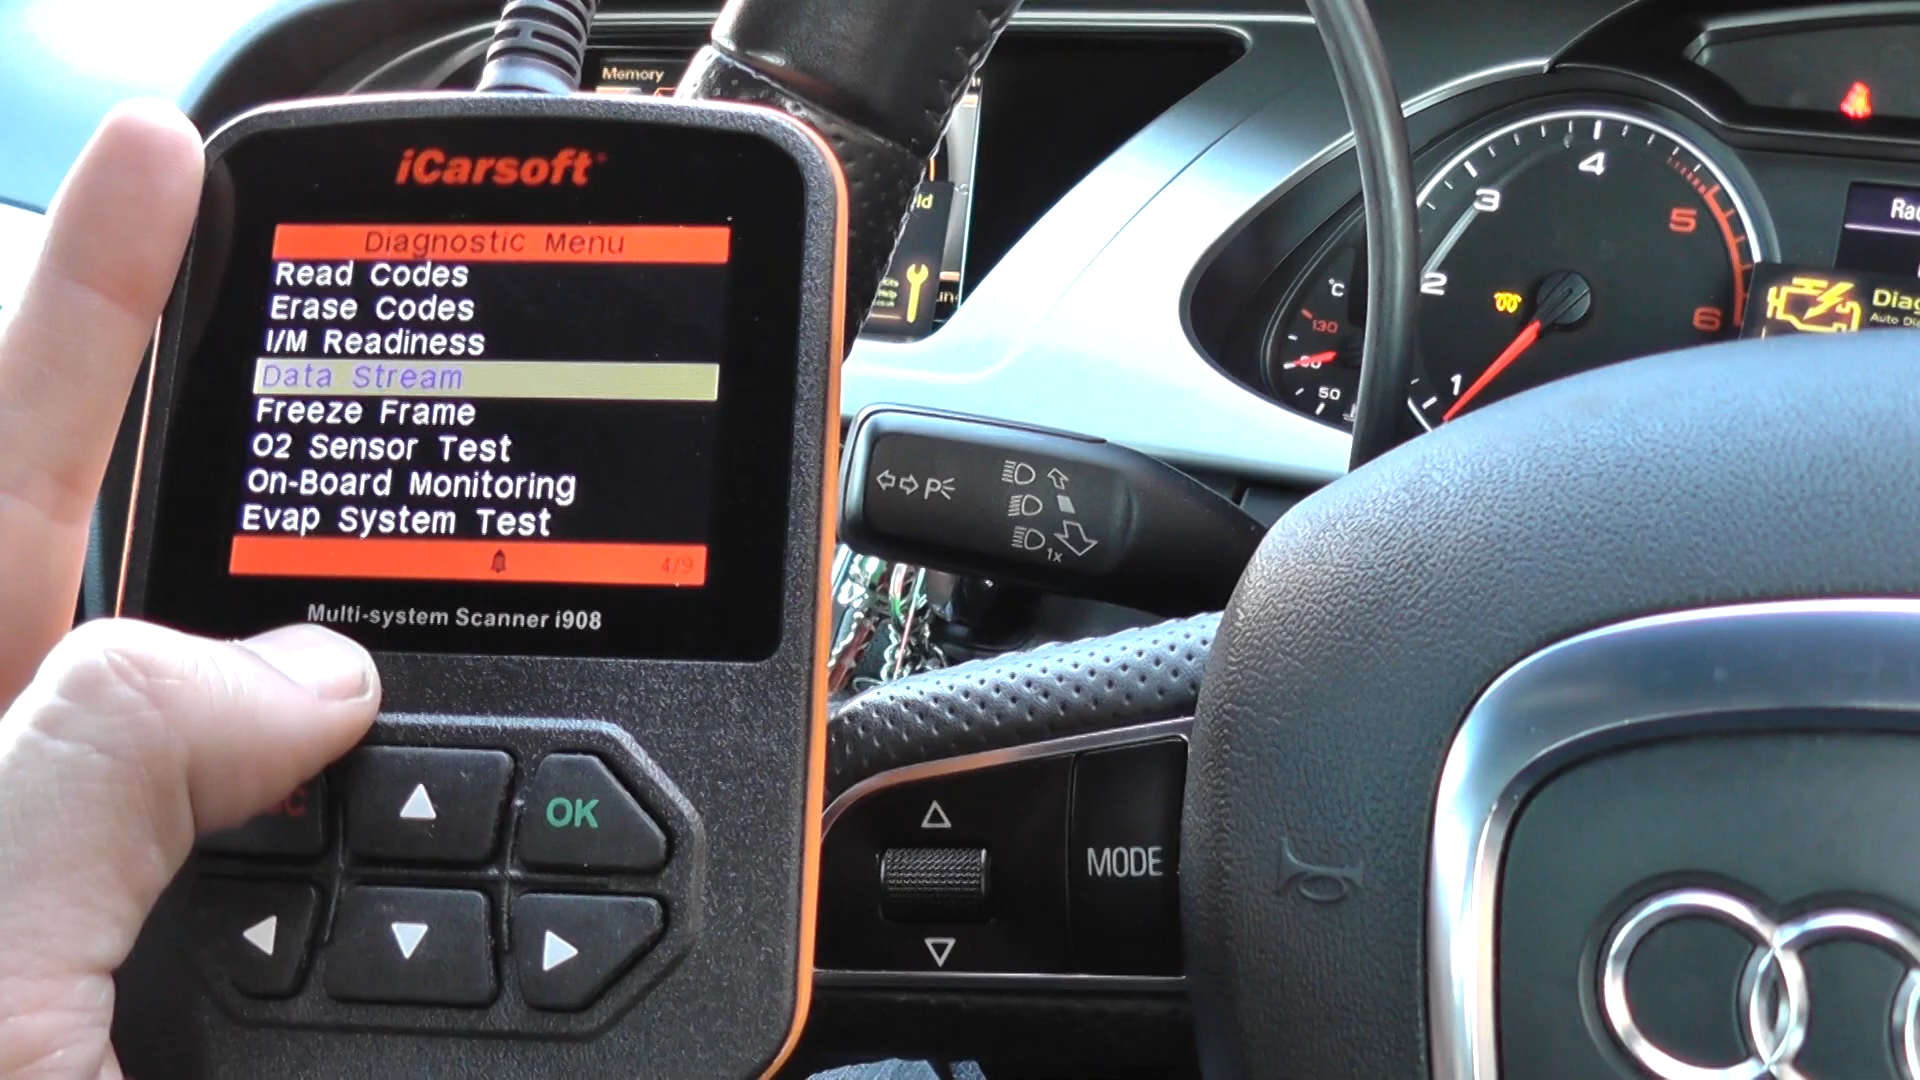 Memory
iCarsoft
Diagnostic Menu
Read Codes
Erase Codes
I/M Readiness
Data Stream
Freeze Frame
O2 Sensor Test
On-Board Monitoring
Evap System Test
4/9
Multi-system Scanner i908
OK
P
1x
MODE
°C
130
50
1
2
3
4
5
6